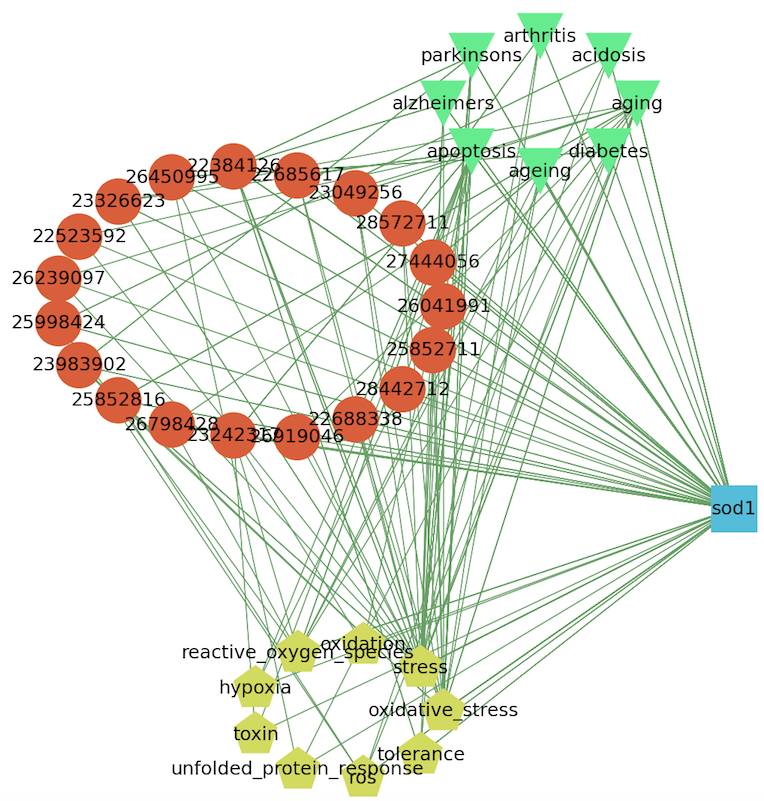 arthritis
parkinsons
acidosis
alzheimers
aging
apoptosis
diabetes
ageing
22384126
26450995
22685617
23326623
23049256
28572711
22523592
27444056
26239097
26041991
25998424
25852711
23983902
28442712
25852816
22688338
26798428
26919046
sod1
oxidation
reactive_oxygen_species
stress
hypoxia
oxidative_stress
toxin
tolerance
unfolded_protein_response
ros